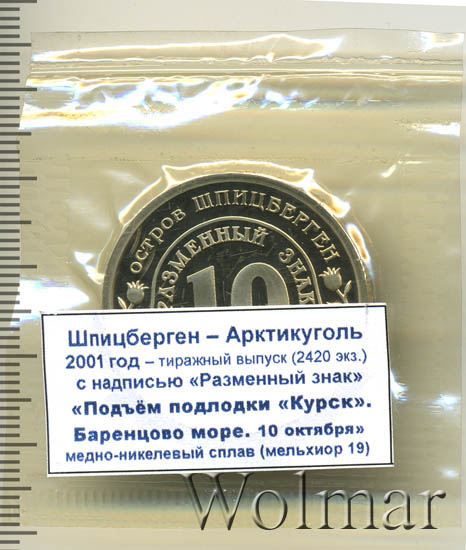 остров ШПИЦБЕРГЕН
РАЗМЕННЫЙ ЗНАК
10
Шпицберген – Арктикуголь
2001 год – тиражный выпуск (2420 экз.)
с надписью «Разменный знак»
«Подъём подлодки «Курск».
Баренцово море. 10 октября»
медно-никелевый сплав (мельхиор 19)
Wolmar